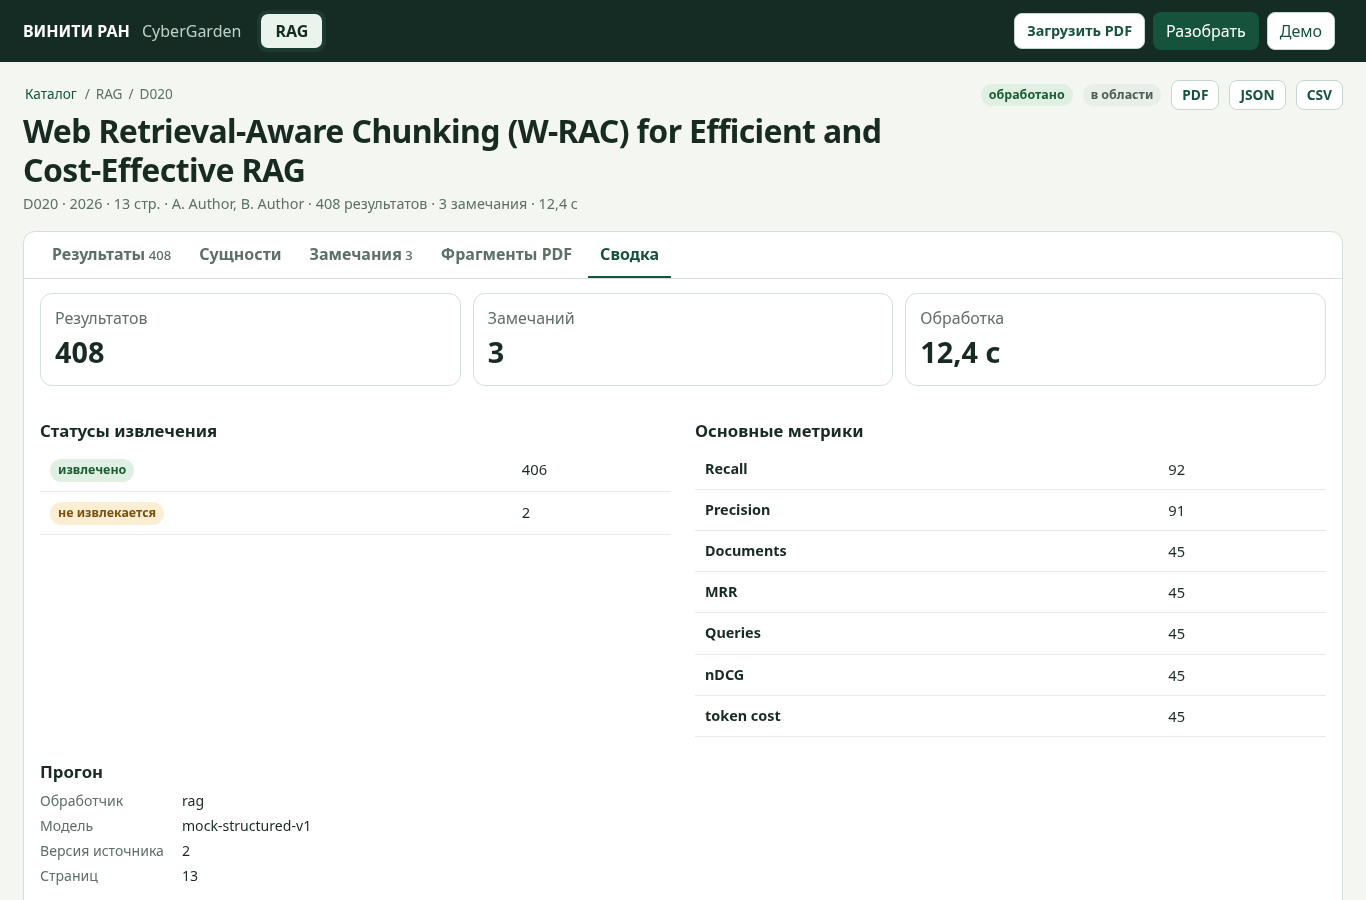 ВИНИТИ РАН CyberGarden RAG Загрузить PDF Разобрать Демо
Каталог / RAG / D020 обработано в области PDF JSON CSV
Web Retrieval-Aware Chunking (W-RAC) for Efficient and
Cost-Effective RAG
D020 · 2026 · 13 стр. · A. Author, B. Author · 408 результатов · 3 замечания · 12,4 с
Результаты 408 Сущности Замечания 3 Фрагменты PDF Сводка
Результатов
408
Замечаний
3
Обработка
12,4 с
Статусы извлечения
извлечено 406
не извлекается 2
Основные метрики
Recall 92
Precision 91
Documents 45
MRR 45
Queries 45
nDCG 45
token cost 45
Прогон
Обработчик rag
Модель mock-structured-v1
Версия источника 2
Страниц 13